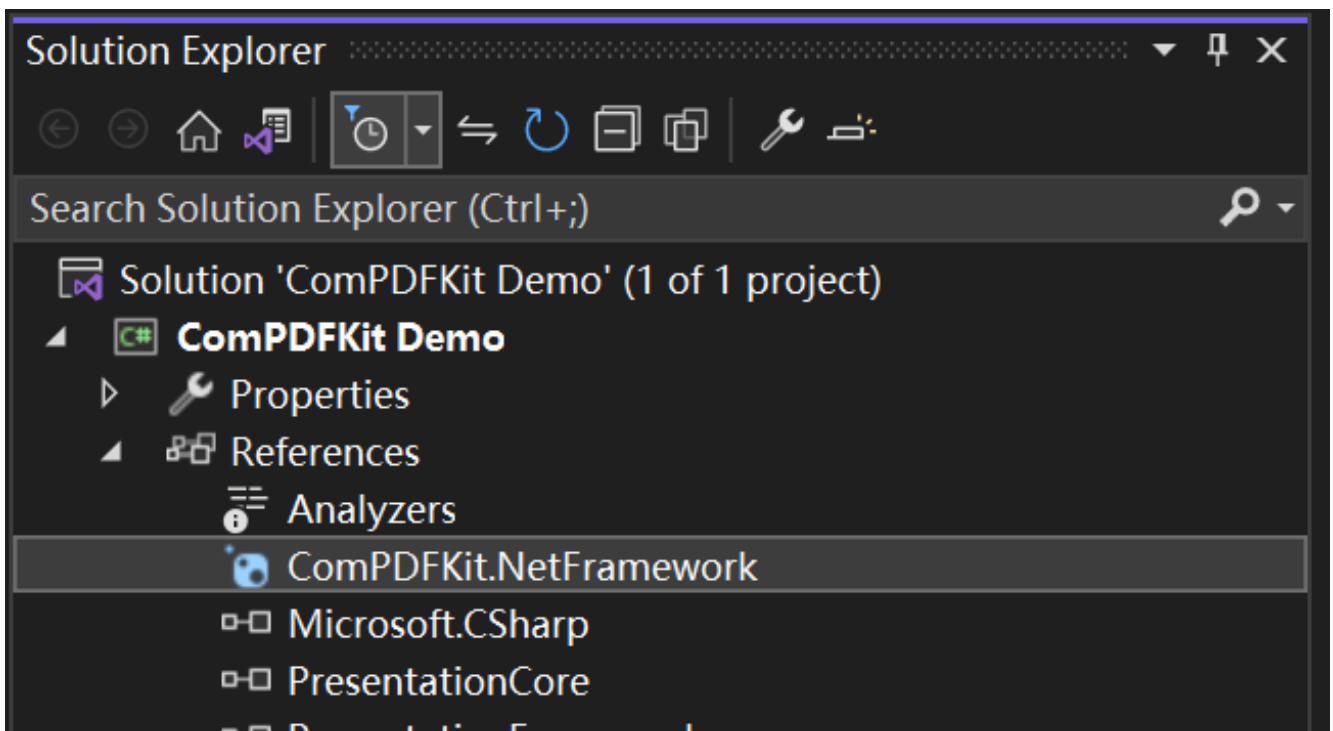 Solution Explorer
Search Solution Explorer (Ctrl+;)
Solution 'ComPDFKit Demo' (1 of 1 project)
C# ComPDFKit Demo
Properties
References
Analyzers
ComPDFKit.NetFramework
Microsoft.CSharp
PresentationCore